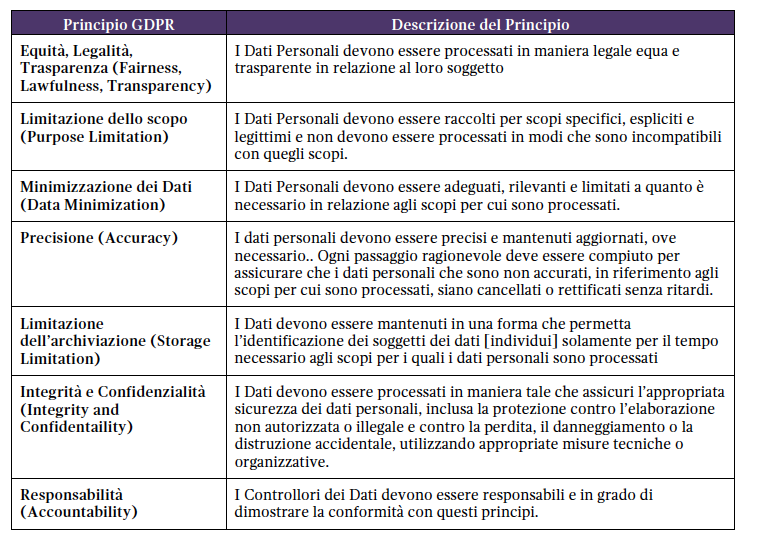 Principio GDPR
Descrizione del Principio
Equità, Legalità,
Trasparenza (Fairness,
Lawfulness, Transparency)
I Dati Personali devono essere processati in maniera legale equa e
trasparente in relazione al loro soggetto
Limitazione dello scopo
(Purpose Limitation)
I Dati Personali devono essere raccolti per scopi specifici, espliciti e
legittimi e non devono essere processati in modi che sono incompatibili
con quegli scopi.
Minimizzazione dei Dati
(Data Minimization)
I Dati Personali devono essere adeguati, rilevanti e limitati a quanto è
necessario in relazione agli scopi per cui sono processati.
Precisione (Accuracy)
I dati personali devono essere precisi e mantenuti aggiornati, ove
necessario.. Ogni passaggio ragionevole deve essere compiuto per
assicurare che i dati personali che sono non accurati, in riferimento agli
scopi per cui sono processati, siano cancellati o rettificati senza ritardi.
Limitazione
dell’archiviazione (Storage
Limitation)
I Dati devono essere mantenuti in una forma che permetta
l’identificazione dei soggetti dei dati [individui] solamente per il tempo
necessario agli scopi per i quali i dati personali sono processati
Integrità e Confidenzialità
(Integrity and
Confidentaility)
I Dati devono essere processati in maniera tale che assicuri l’appropriata
sicurezza dei dati personali, inclusa la protezione contro l’elaborazione
non autorizzata o illegale e contro la perdita, il danneggiamento o la
distruzione accidentale, utilizzando appropriate misure tecniche o
organizzative.
Responsabilità
(Accountability)
I Controllori dei Dati devono essere responsabili e in grado di
dimostrare la conformità con questi principi.